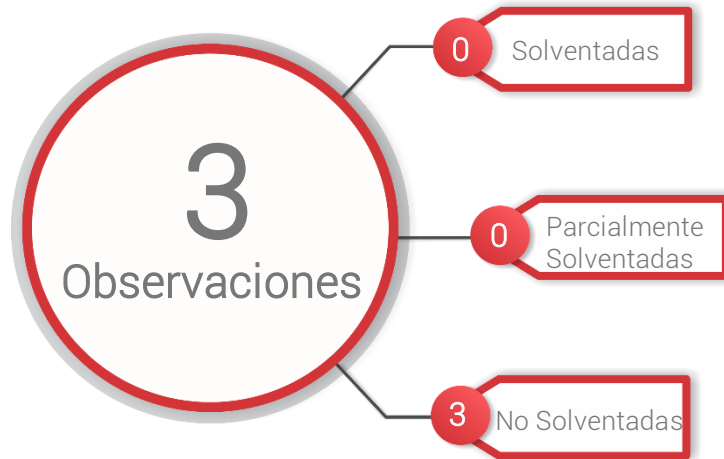 3
Observaciones
0
Solventadas
0
Parcialmente
Solventadas
3
No Solventadas